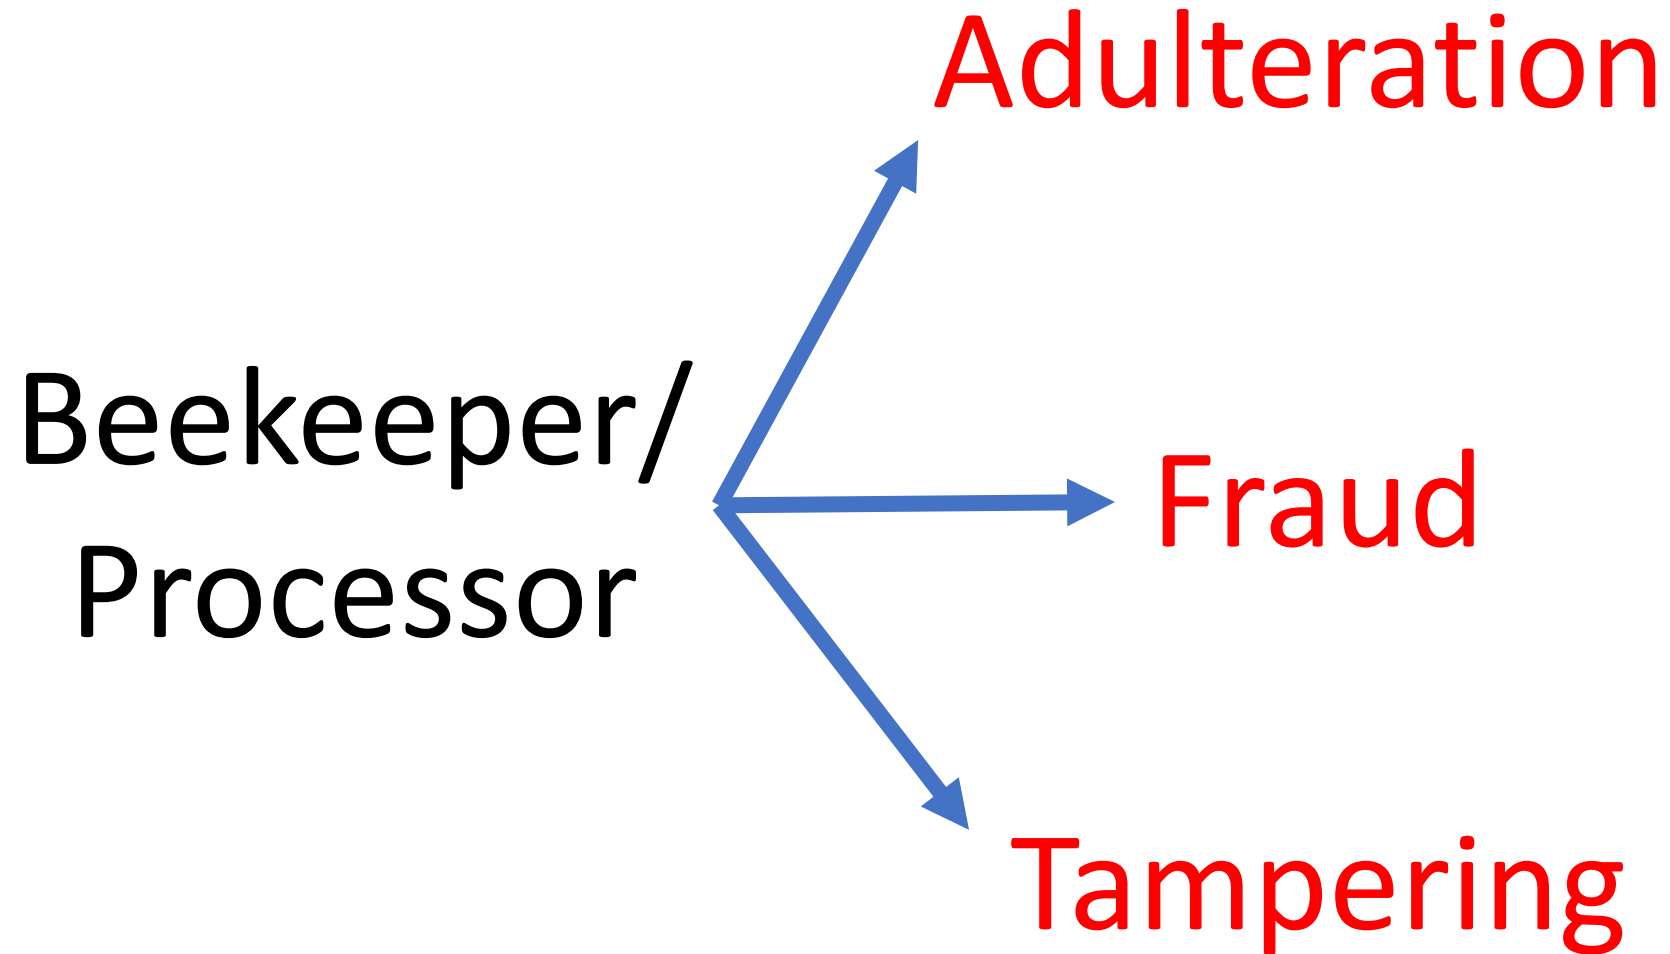 Adulteration
Beekeeper/
Processor
Fraud
Tampering